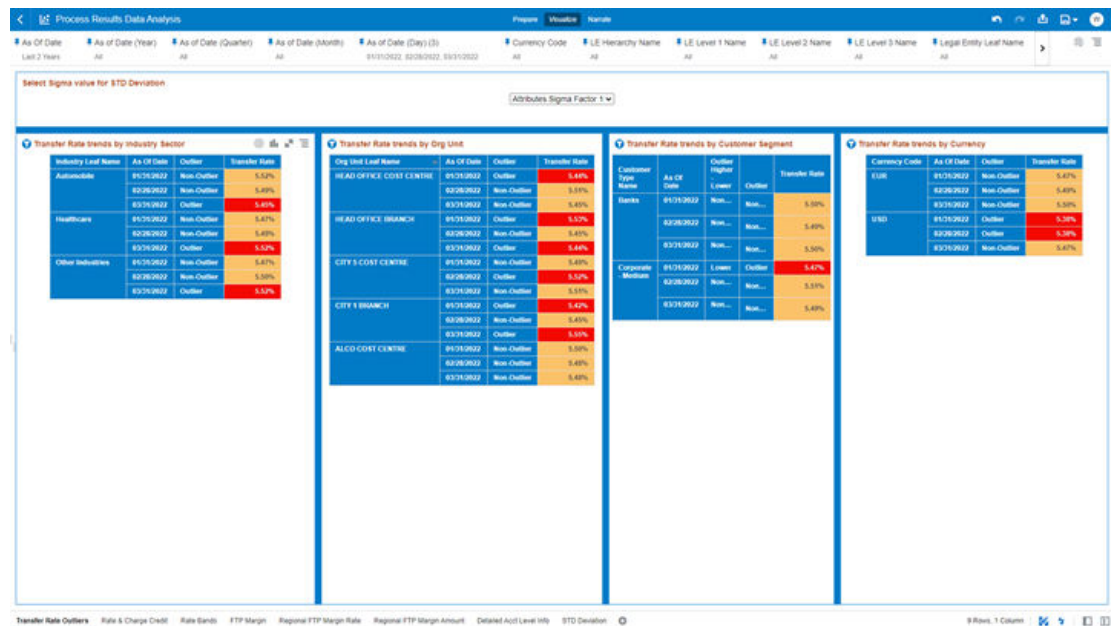 Process Results Data Analysis
Prepare Visualize Narrate
As Of Date As of Date (Year) As of Date (Quarter) As of Date (Month) As of Date (Day) (3) Currency Code LE Hierarchy Name LE Level 1 Name LE Level 2 Name LE Level 3 Name Legal Entity Leaf Name
Last 2 Years All All All 01/31/2022, 02/28/2022, 03/31/2022 All All All All All All
Select Sigma value for STD Deviation
Attributes Sigma Factor 1
Transfer Rate trends by Industry Sector
Industry Leaf Name As Of Date Outlier Transfer Rate
Automobile 01/31/2022 Non-Outlier 5.52%
02/28/2022 Non-Outlier 5.49%
03/31/2022 Outlier 5.45%
Healthcare 01/31/2022 Non-Outlier 5.47%
02/28/2022 Non-Outlier 5.49%
03/31/2022 Outlier 5.52%
Other Industries 01/31/2022 Non-Outlier 5.47%
02/28/2022 Non-Outlier 5.50%
03/31/2022 Outlier 5.52%
Transfer Rate trends by Org Unit
Org Unit Leaf Name As Of Date Outlier Transfer Rate
HEAD OFFICE COST CENTRE 01/31/2022 Outlier 5.44%
02/28/2022 Non-Outlier 5.51%
03/31/2022 Non-Outlier 5.45%
HEAD OFFICE BRANCH 01/31/2022 Outlier 5.53%
02/28/2022 Non-Outlier 5.45%
03/31/2022 Outlier 5.44%
CITY 5 COST CENTRE 01/31/2022 Non-Outlier 5.49%
02/28/2022 Outlier 5.52%
03/31/2022 Non-Outlier 5.51%
CITY 1 BRANCH 01/31/2022 Outlier 5.42%
02/28/2022 Non-Outlier 5.45%
03/31/2022 Outlier 5.55%
ALCO COST CENTRE 01/31/2022 Non-Outlier 5.50%
02/28/2022 Non-Outlier 5.48%
03/31/2022 Non-Outlier 5.48%
Transfer Rate trends by Customer Segment
Customer Type Name As Of Date Outlier Higher - Lower Outlier Transfer Rate
Banks 01/31/2022 Non... Non... 5.50%
02/28/2022 Non... Non... 5.49%
03/31/2022 Non... Non... 5.50%
Corporate - Medium 01/31/2022 Lower Outlier 5.47%
02/28/2022 Non... Non... 5.51%
03/31/2022 Non... Non... 5.49%
Transfer Rate trends by Currency
Currency Code As Of Date Outlier Transfer Rate
EUR 01/31/2022 Non-Outlier 5.47%
02/28/2022 Non-Outlier 5.49%
03/31/2022 Non-Outlier 5.50%
USD 01/31/2022 Outlier 5.38%
02/28/2022 Outlier 5.38%
03/31/2022 Non-Outlier 5.47%
Transfer Rate Outliers Rate & Charge Credit Rate Bands FTP Margin Regional FTP Margin Rate Regional FTP Margin Amount Detailed Acct Level Info STD Deviation
9 Rows, 1 Column